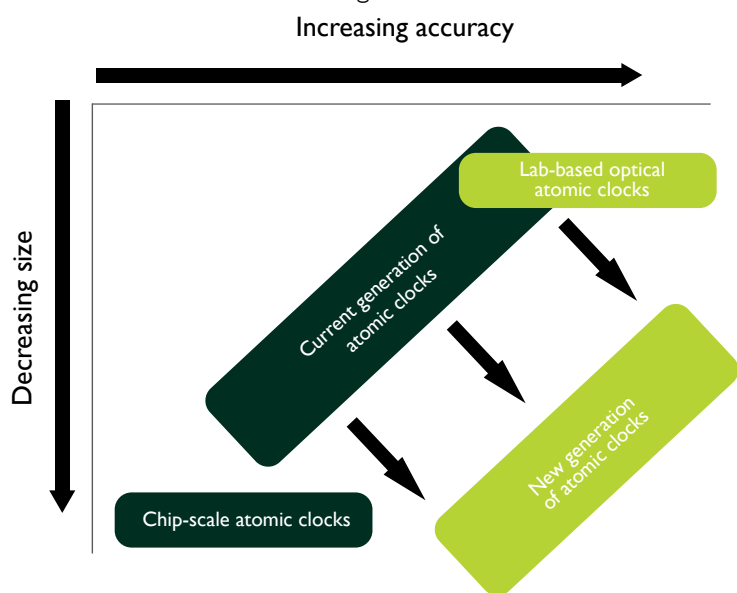 Increasing accuracy
Decreasing size
Lab-based optical
atomic clocks
Current generation of
atomic clocks
New generation
of atomic clocks
Chip-scale atomic clocks